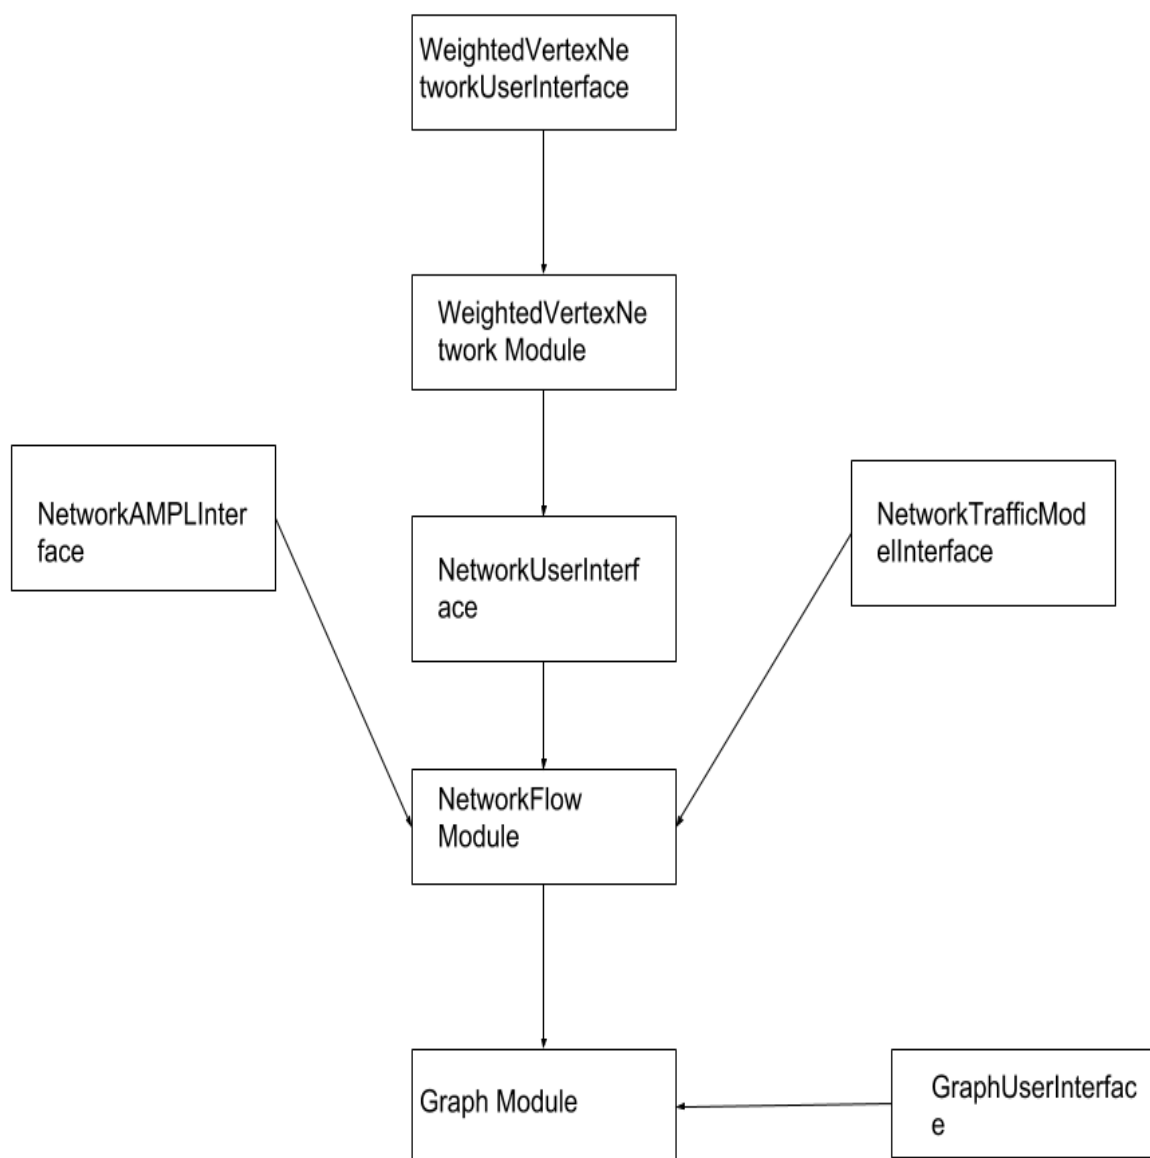 WeightedVertexNe
tworkUserInterface
WeightedVertexNe
twork Module
NetworkAMPLInter
face
NetworkUserInterf
ace
NetworkTrafficMod
elInterface
NetworkFlow
Module
Graph Module
GraphUserInterfac
e